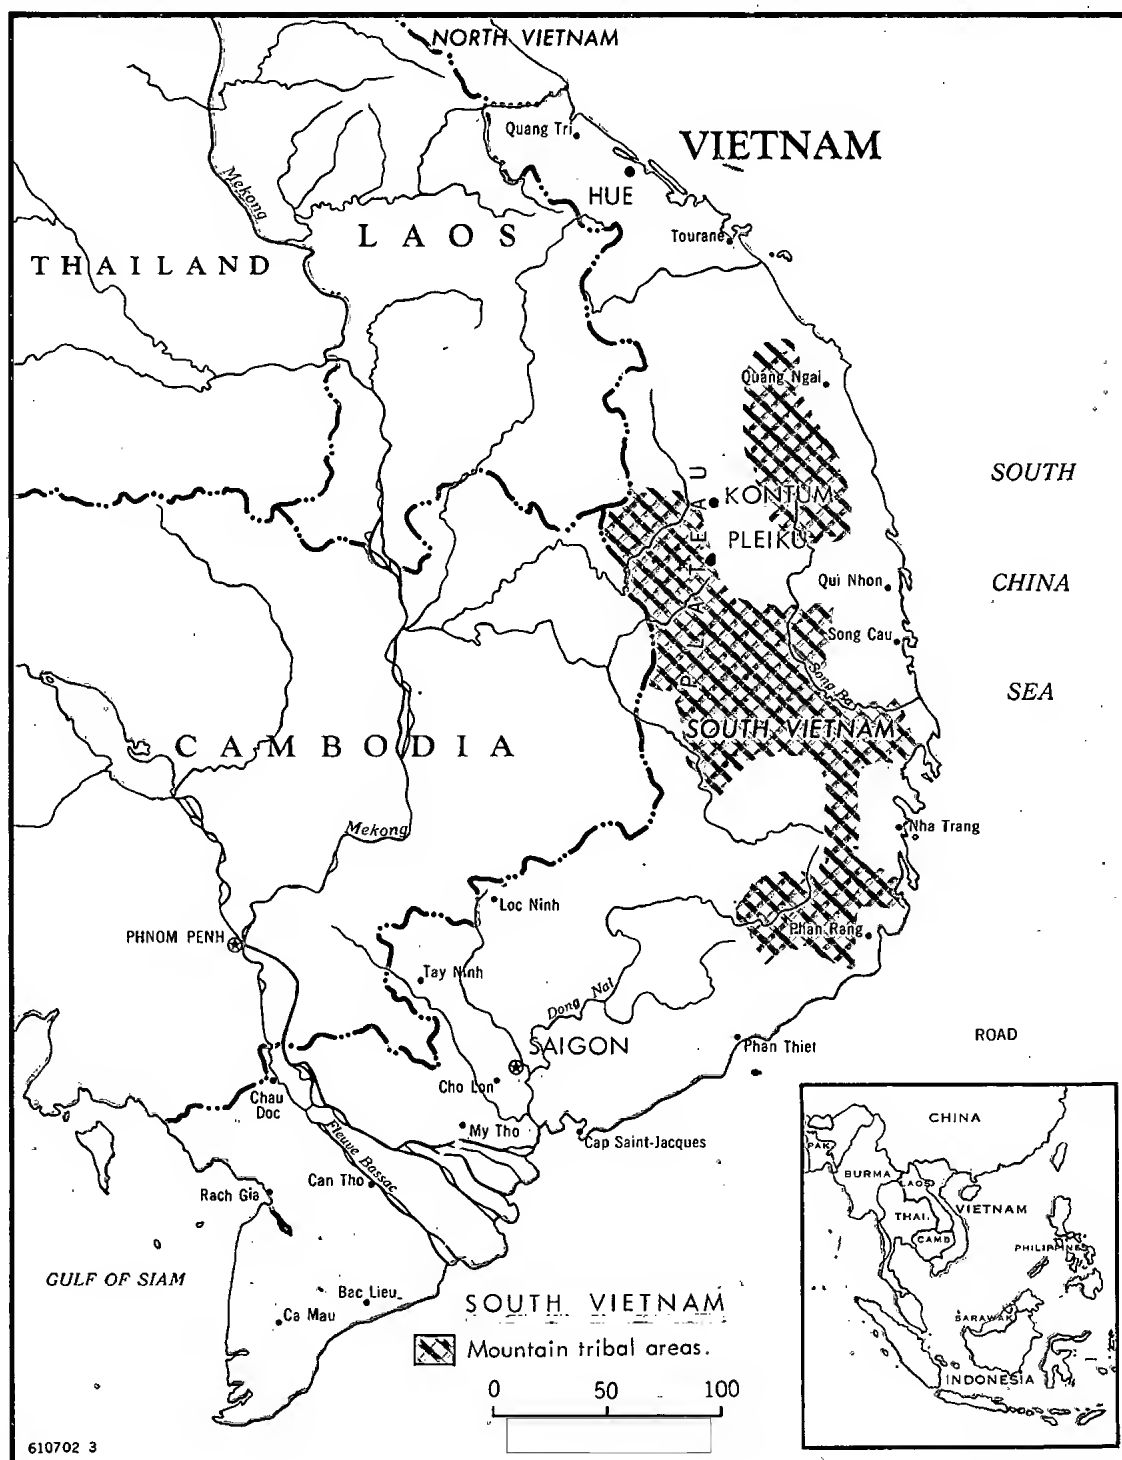 NORTH VIETNAM
VIETNAM
Quang Tri
HUE
Mekong
LAOS
THAILAND
Tourane
Quang Ngai
SOUTH
CHINA
SEA
PLATEAU
KONTUM
PLEIKU
Qui Nhon
Song Cau
Song Ba
SOUTH VIETNAM
CAMBODIA
Mekong
Nha Trang
Loc Ninh
PHNOM PENH
Phan Rang
Tay Ninh
Dong Nai
SAIGON
ROAD
Phan Thiet
Cho Lon
Chau
Doc
My Tho
Cap Saint-Jacques
Fleuve Bassac
Rach Gia
Can Tho
GULF OF SIAM
Bac Lieu
Ca Mau
SOUTH VIETNAM
Mountain tribal areas.
0 50 100
610702 3
CHINA
PAK.
BURMA
LAOS
THAI.
VIETNAM
CAMB
PHILIPPINES
SARAWAK
INDONESIA